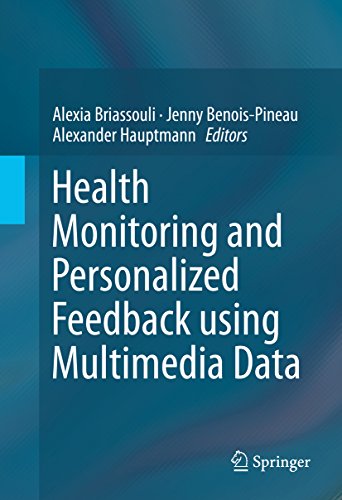 Alexia Briassouli · Jenny Benois-Pineau
Alexander Hauptmann Editors
Health
Monitoring and
Personalized
Feedback using
Multimedia Data
Springer